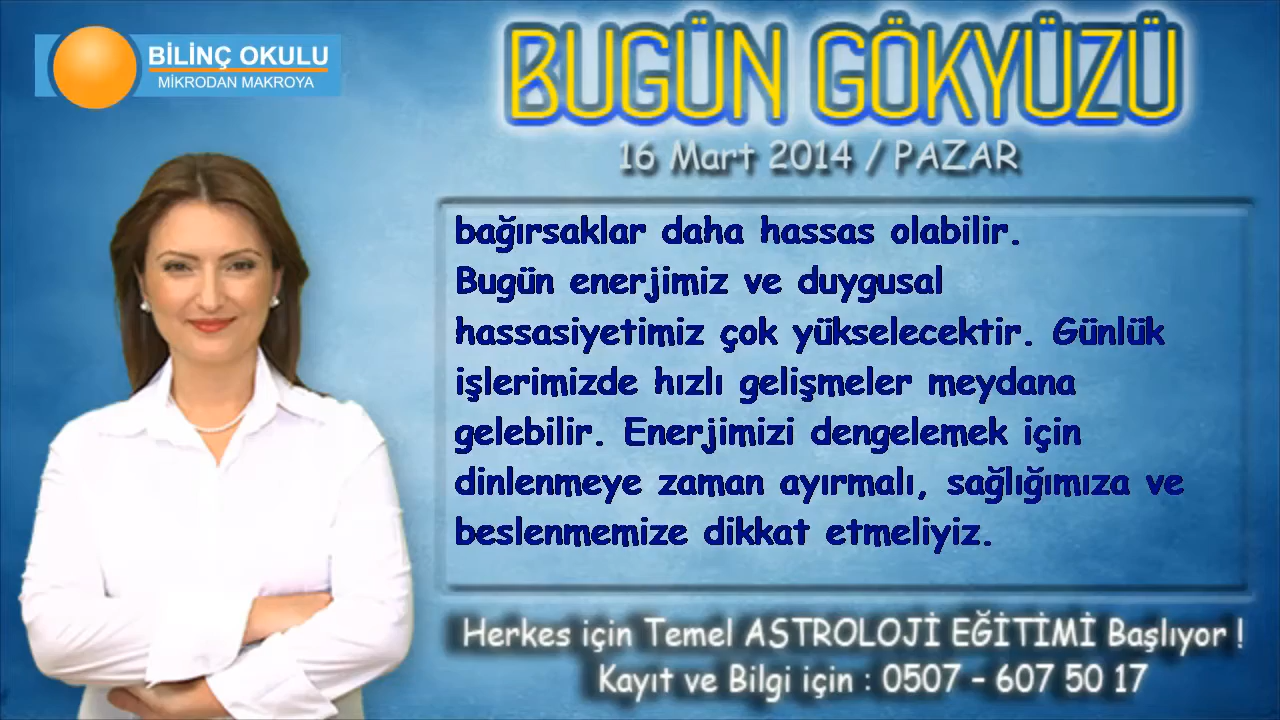 BİLİNÇ OKULU
MİKRODAN MAKROYA
BUGÜN GÖKYÜZÜ
16 Mart 2014 / PAZAR
bağırsaklar daha hassas olabilir.
Bugün enerjimiz ve duygusal
hassasiyetimiz çok yükselecektir. Günlük
işlerimizde hızlı gelişmeler meydana
gelebilir. Enerjimizi dengelemek için
dinlenmeye zaman ayırmalı, sağlığımıza ve
beslenmemize dikkat etmeliyiz.
Herkes için Temel ASTROLOJİ EĞİTİMİ Başlıyor !
Kayıt ve Bilgi için : 0507 – 607 50 17